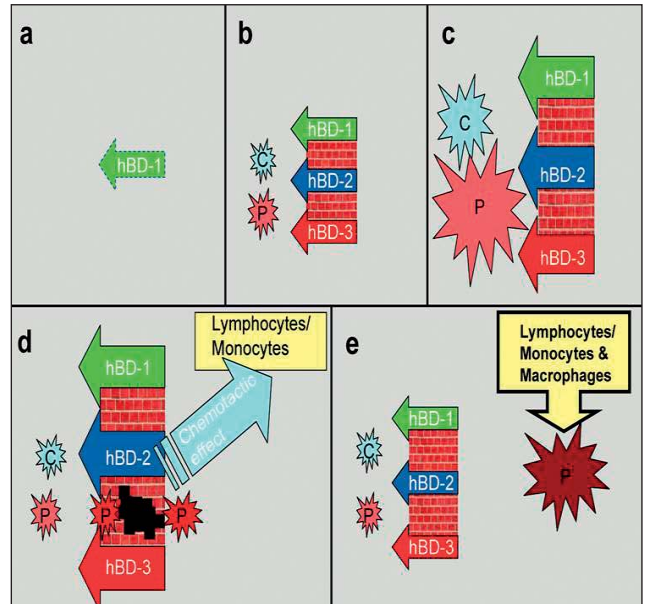 a
hBD-1
b
hBD-1
C
hBD-2
P
hBD-3
c
hBD-1
C
hBD-2
P
hBD-3
d
Lymphocytes/
Monocytes
hBD-1
Chemotactic
effect
hBD-2
C
P
P
P
hBD-3
e
Lymphocytes/
Monocytes &
Macrophages
hBD-1
C
hBD-2
P
hBD-3
P